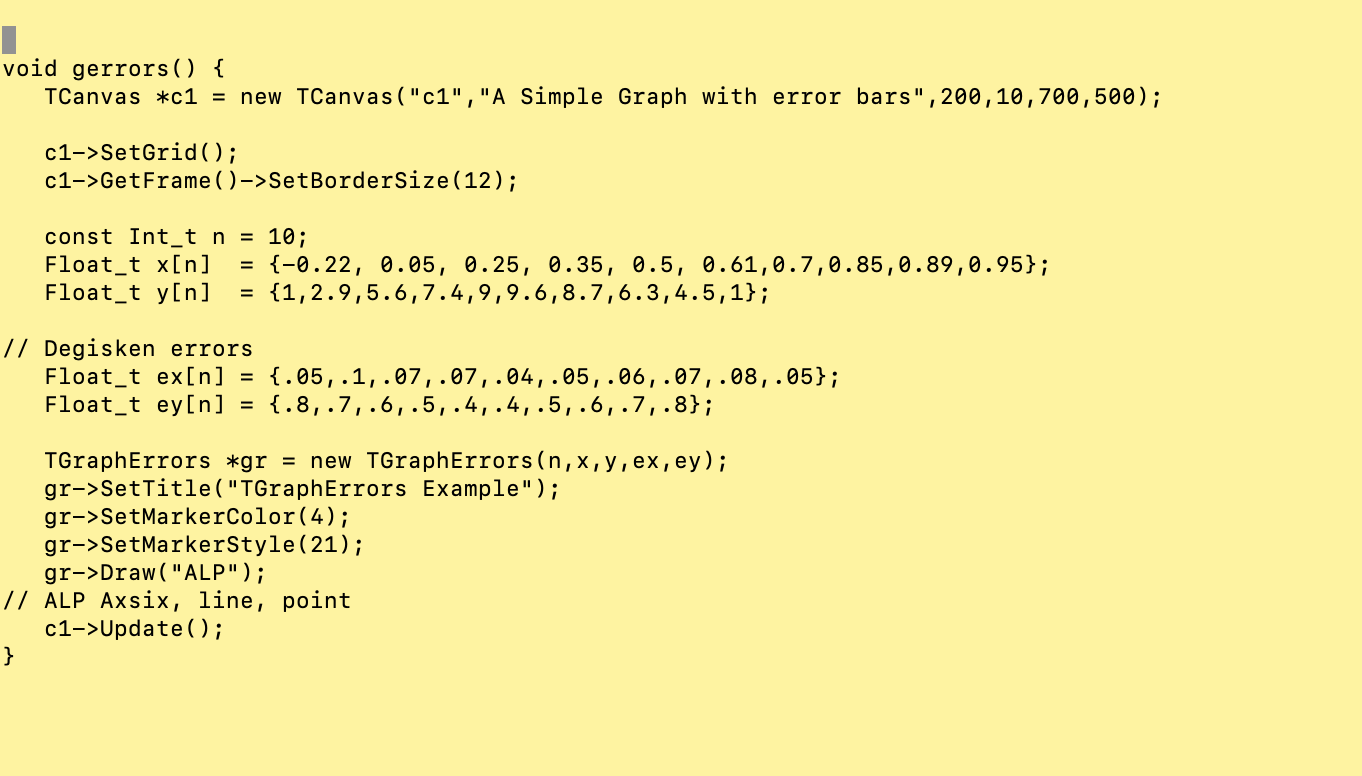 void gerrors() {
   TCanvas *c1 = new TCanvas("c1","A Simple Graph with error bars",200,10,700,500);
   c1->SetGrid();
   c1->GetFrame()->SetBorderSize(12);
   const Int_t n = 10;
   Float_t x[n]  = {-0.22, 0.05, 0.25, 0.35, 0.5, 0.61,0.7,0.85,0.89,0.95};
   Float_t y[n]  = {1,2.9,5.6,7.4,9,9.6,8.7,6.3,4.5,1};
// Degisken errors
   Float_t ex[n] = {.05,.1,.07,.07,.04,.05,.06,.07,.08,.05};
   Float_t ey[n] = {.8,.7,.6,.5,.4,.4,.5,.6,.7,.8};
   TGraphErrors *gr = new TGraphErrors(n,x,y,ex,ey);
   gr->SetTitle("TGraphErrors Example");
   gr->SetMarkerColor(4);
   gr->SetMarkerStyle(21);
   gr->Draw("ALP");
// ALP Axsix, line, point
   c1->Update();
}